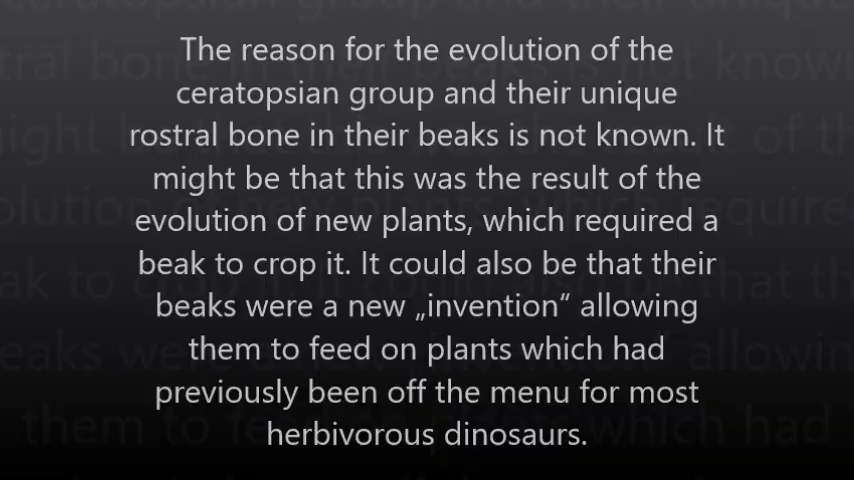 The reason for the evolution of the
ceratopsian group and their unique
rostral bone in their beaks is not known. It
might be that this was the result of the
evolution of new plants, which required a
beak to crop it. It could also be that their
beaks were a new „invention“ allowing
them to feed on plants which had
previously been off the menu for most
herbivorous dinosaurs.